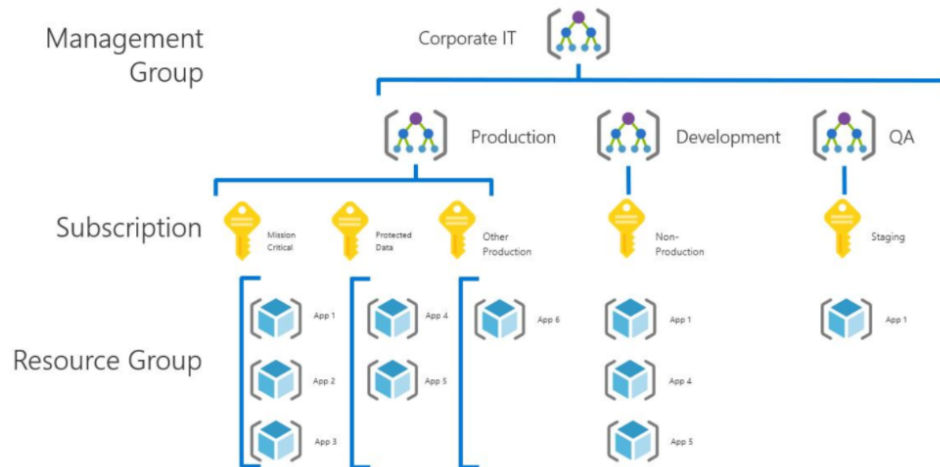 Management
Group
Corporate IT
Production
Development
QA
Subscription
Mission
Critical
Protected
Data
Other
Production
Non-
Production
Staging
Resource Group
App 1
App 4
App 6
App 1
App 1
App 2
App 5
App 4
App 3
App 5